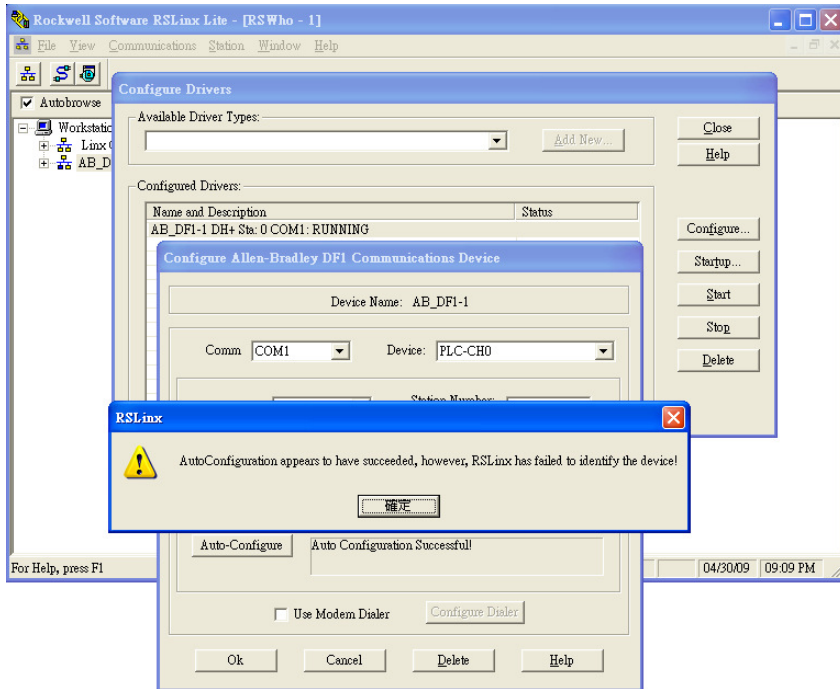 Rockwell Software RSLinx Lite - [RSWho - 1]
File View Communications Station Window Help
Autobrowse
Configure Drivers
Available Driver Types:
Add New...
Close
Help
Configured Drivers:
Name and Description Status
AB_DF1-1 DH+ Sta: 0 COM1: RUNNING
Configure...
Startup...
Start
Stop
Delete
Configure Allen-Bradley DF1 Communications Device
Device Name: AB_DF1-1
Comm COM1 Device: PLC-CH0
Station Number:
RSLinx
AutoConfiguration appears to have succeeded, however, RSLinx has failed to identify the device!
確定
Auto-Configure Auto Configuration Successful!
Use Modem Dialer Configure Dialer
Ok Cancel Delete Help
For Help, press F1 04/30/09 09:09 PM